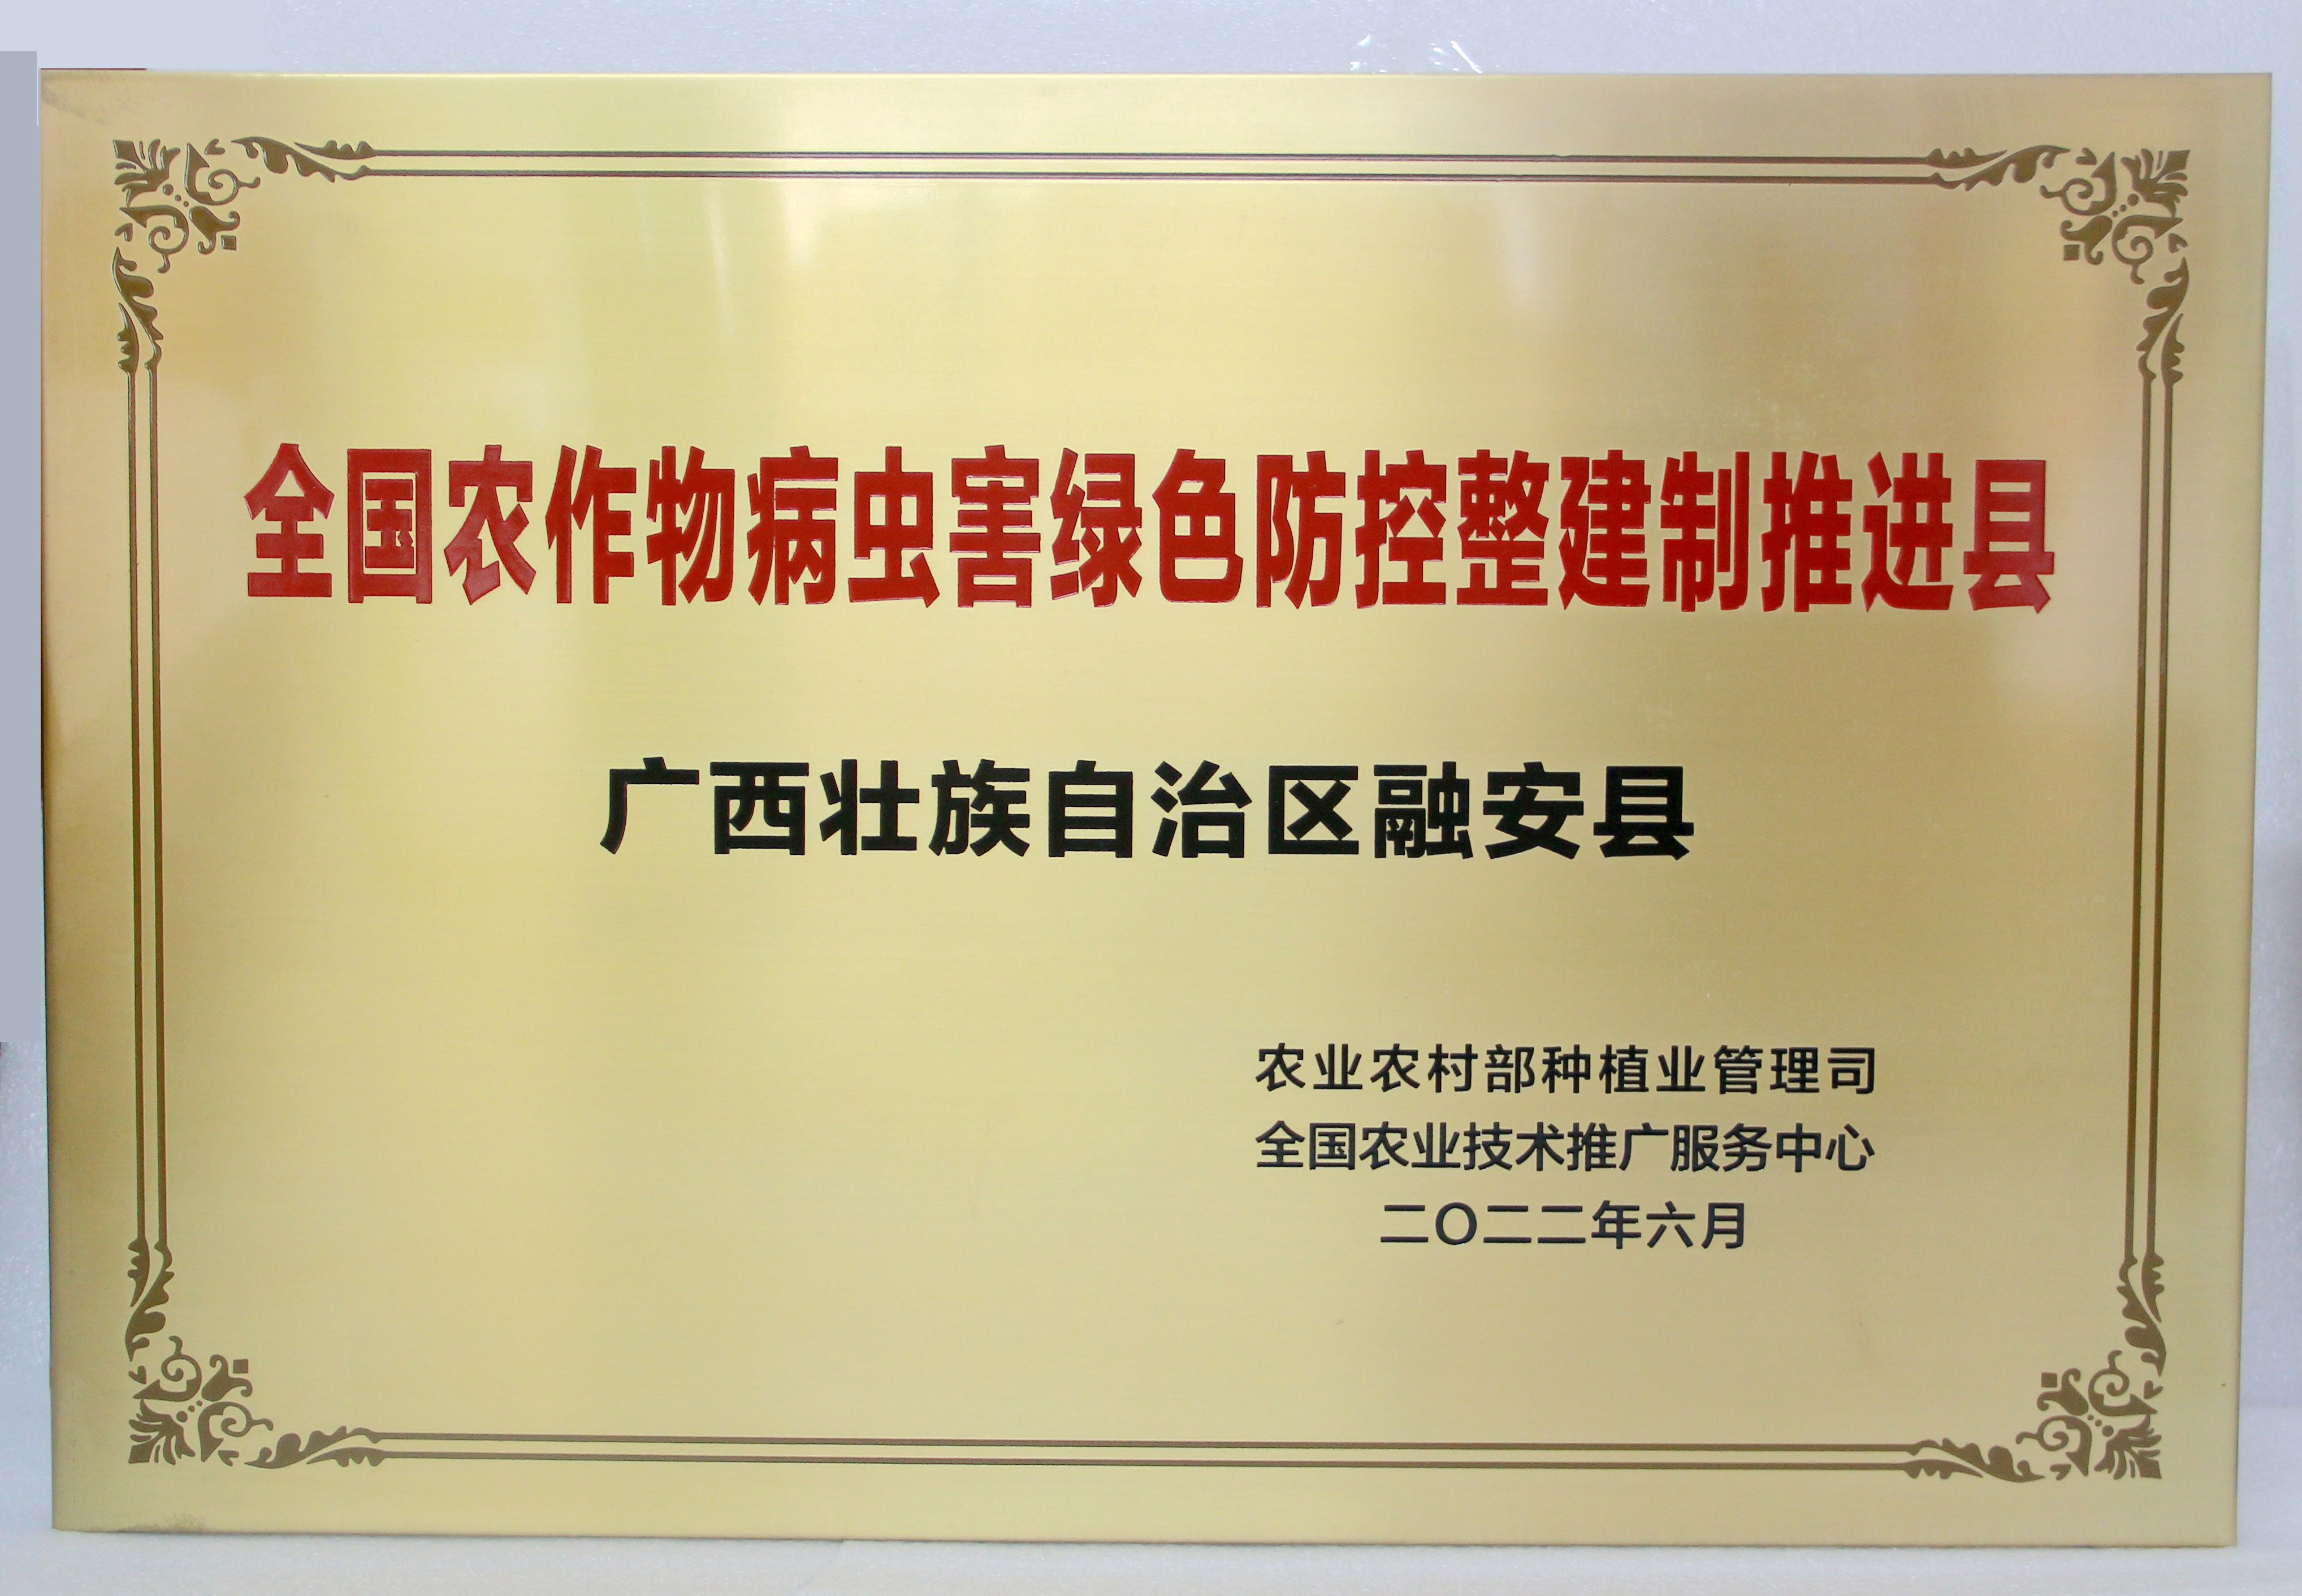 全国农作物病虫害绿色防控整建制推进县
广西壮族自治区融安县
农业农村部种植业管理司
全国农业技术推广服务中心
二〇二二年六月